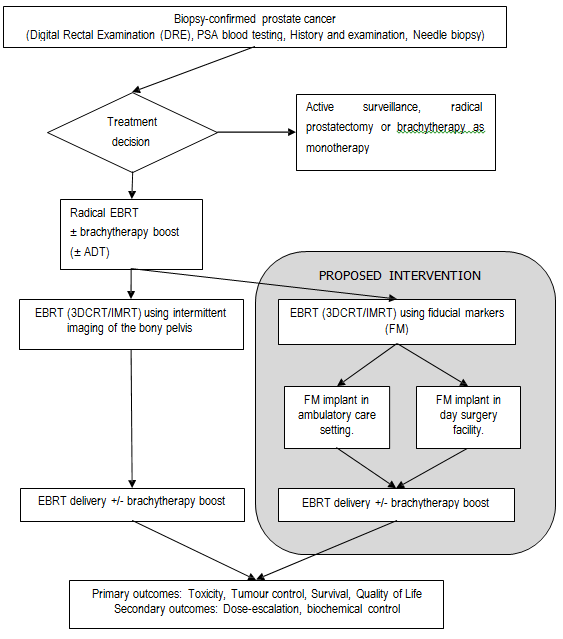 Biopsy-confirmed prostate cancer
(Digital Rectal Examination (DRE), PSA blood testing, History and examination, Needle biopsy)
Treatment
decision
Active surveillance, radical
prostatectomy or brachytherapy as
monotherapy
Radical EBRT
± brachytherapy boost
(± ADT)
PROPOSED INTERVENTION
EBRT (3DCRT/IMRT) using intermittent
imaging of the bony pelvis
EBRT (3DCRT/IMRT) using fiducial markers
(FM)
FM implant in
ambulatory care
setting.
FM implant in
day surgery
facility.
EBRT delivery +/- brachytherapy boost
EBRT delivery +/- brachytherapy boost
Primary outcomes: Toxicity, Tumour control, Survival, Quality of Life
Secondary outcomes: Dose-escalation, biochemical control